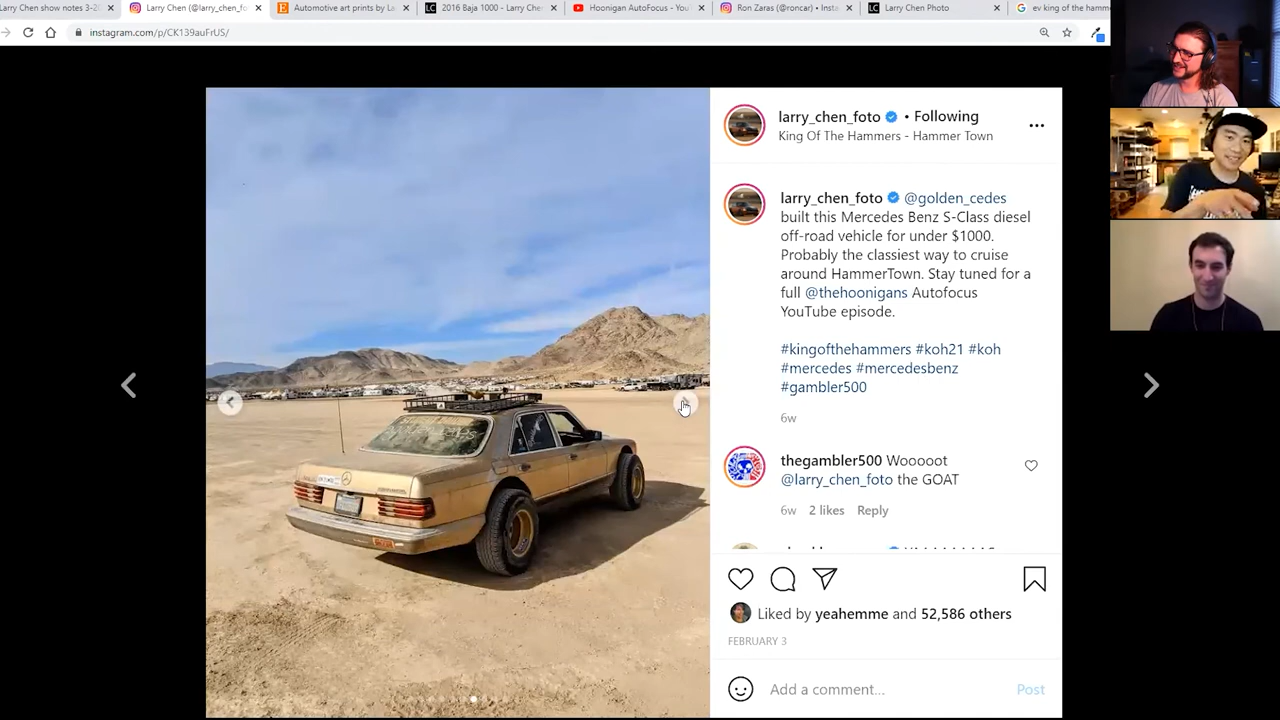 Larry Chen show notes 3-20
Larry Chen (@larry_chen_fo
Automotive art prints by La
2016 Baja 1000 - Larry Chen
Hoonigan AutoFocus - YouT
Ron Zaras (@roncar) • Insta
Larry Chen Photo
ev king of the hamm
instagram.com/p/CK139auFrUS/
larry_chen_foto • Following
King Of The Hammers - Hammer Town
larry_chen_foto @golden_cedes
built this Mercedes Benz S-Class diesel
off-road vehicle for under $1000.
Probably the classiest way to cruise
around HammerTown. Stay tuned for a
full @thehoonigans Autofocus
YouTube episode.
#kingofthehammers #koh21 #koh
#mercedes #mercedesbenz
#gambler500
6w
thegambler500 Wooooot
@larry_chen_foto the GOAT
6w 2 likes Reply
Liked by yeahemme and 52,586 others
FEBRUARY 3
Add a comment... Post